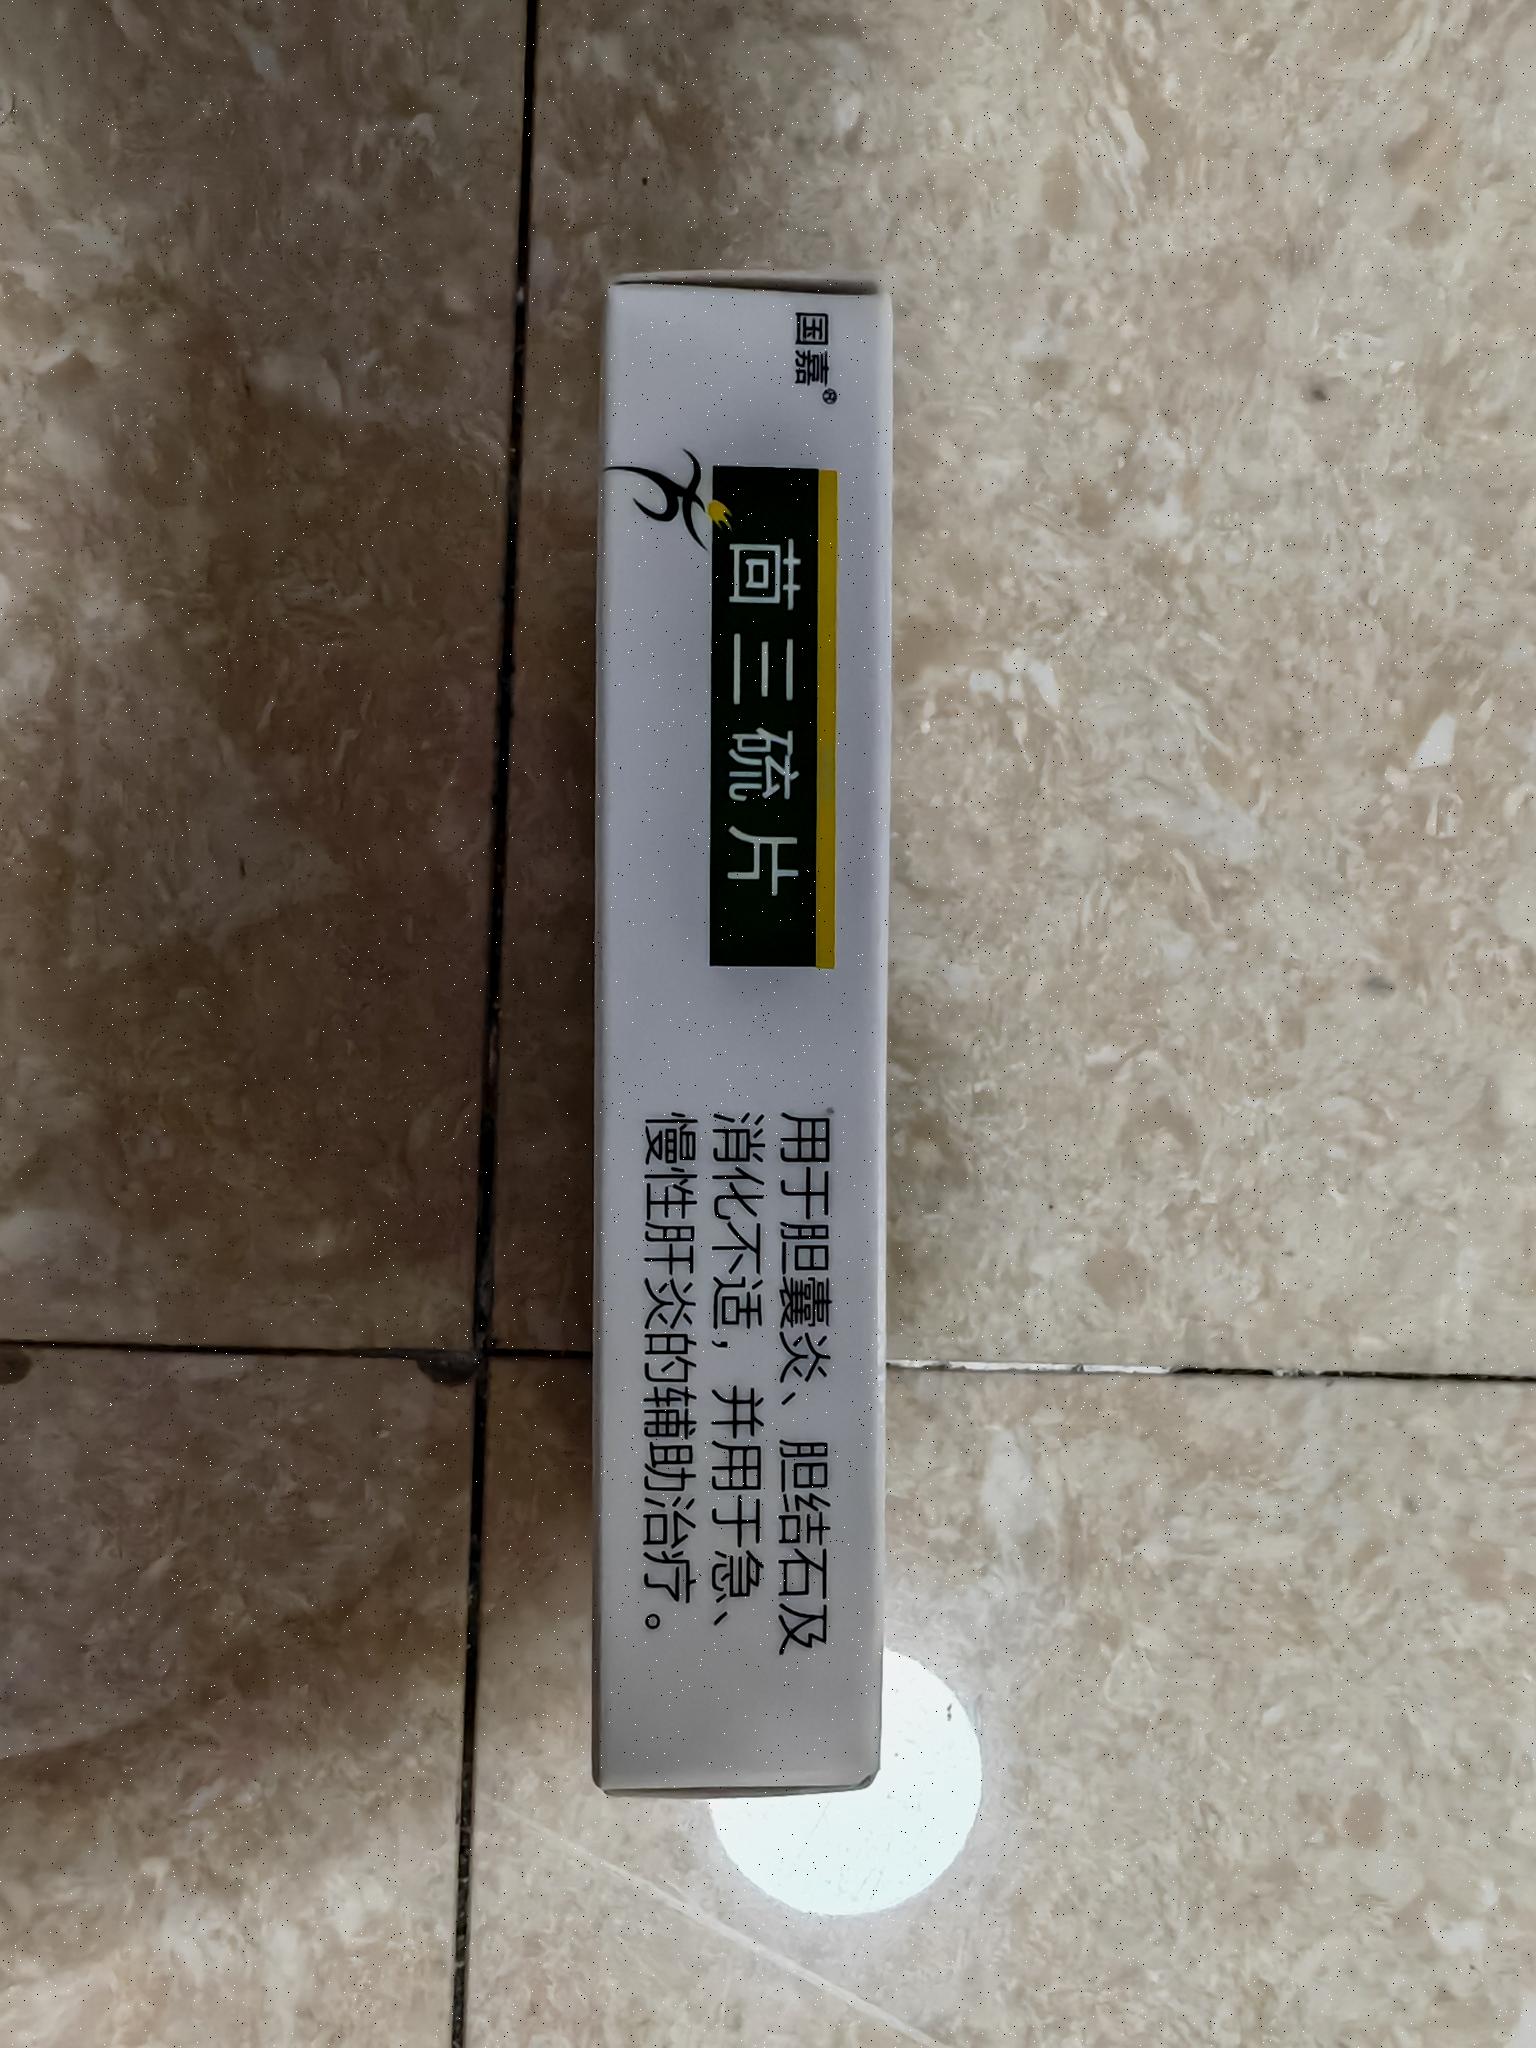 国嘉®
茴三硫片
用于胆囊炎、胆结石及
消化不适，并用于急、
慢性肝炎的辅助治疗。